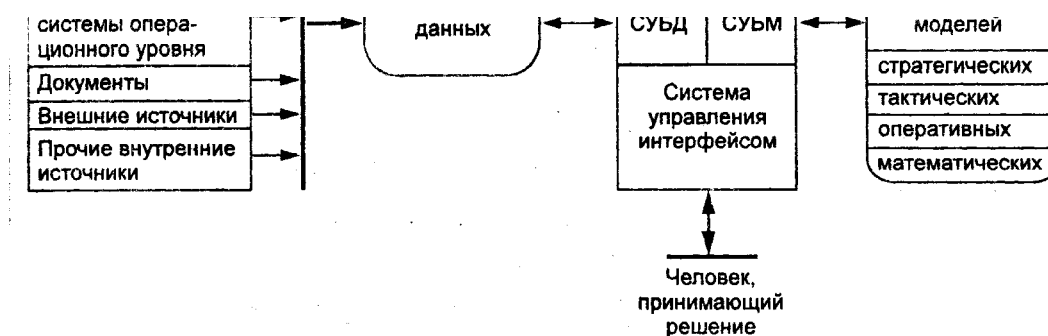 системы опера-
ционного уровня
Документы
Внешние источники
Прочие внутренние
источники
данных
СУБД
СУБМ
Система
управления
интерфейсом
моделей
стратегических
тактических
оперативных
математических
Человек,
принимающий
решение